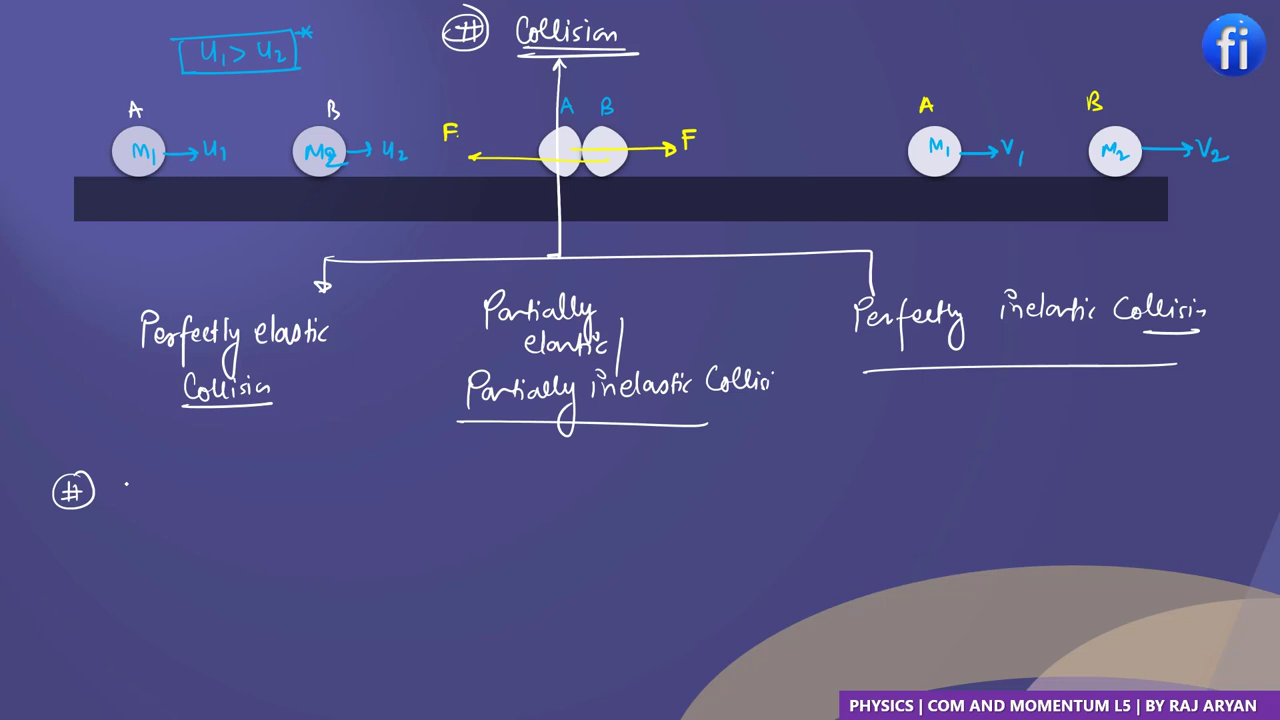 # Collision
U₁ > U₂ *
fi
A
B
A B
A
B
M₁ → U₁
M2 → U₂
F
F
M₁ → V₁
M₂ → V₂
Perfectly elastic
Collision
Partially
elastic /
Partially inelastic Collisi
Perfectly inelastic Collisin
#
PHYSICS | COM AND MOMENTUM L5 | BY RAJ ARYAN